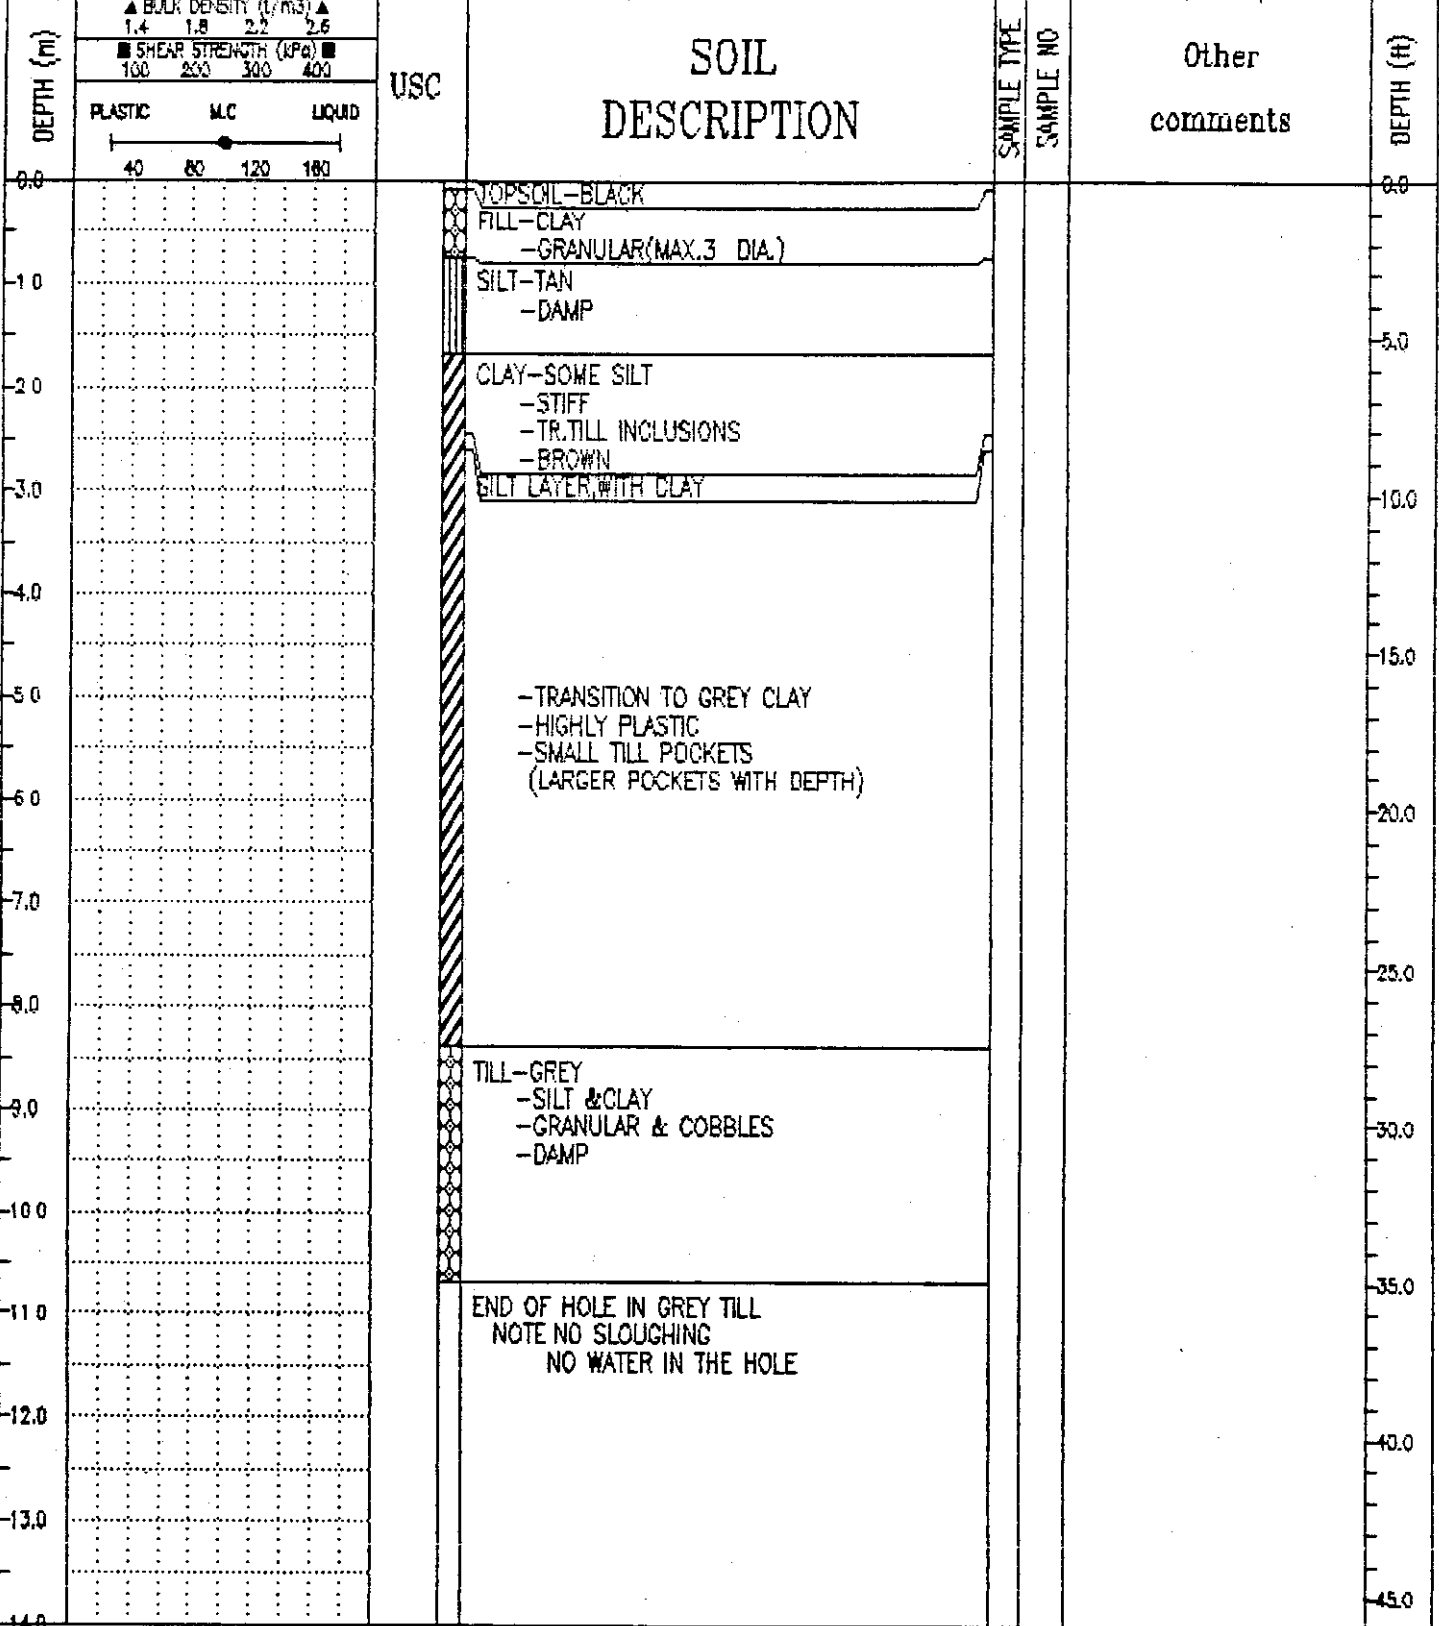 DEPTH (m)
▲ BULK DENSITY (t/m3) ▲
1.4 1.8 2.2 2.6
■ SHEAR STRENGTH (kPa) ■
100 200 300 400
PLASTIC M.C LIQUID
40 80 120 160
USC
SOIL
DESCRIPTION
SAMPLE TYPE
SAMPLE NO
Other
comments
DEPTH (ft)
0.0
1 0
2 0
3.0
4.0
5 0
6 0
7.0
8.0
9.0
10 0
11 0
12.0
13.0
14.0
TOPSOIL-BLACK
FILL-CLAY
-GRANULAR(MAX.3 DIA.)
SILT-TAN
-DAMP
CLAY-SOME SILT
-STIFF
-TR.TILL INCLUSIONS
-BROWN
SILT LAYER,WITH CLAY
-TRANSITION TO GREY CLAY
-HIGHLY PLASTIC
-SMALL TILL POCKETS
(LARGER POCKETS WITH DEPTH)
TILL-GREY
-SILT &CLAY
-GRANULAR & COBBLES
-DAMP
END OF HOLE IN GREY TILL
NOTE NO SLOUGHING
NO WATER IN THE HOLE
0.0
5.0
10.0
15.0
20.0
25.0
30.0
35.0
40.0
45.0